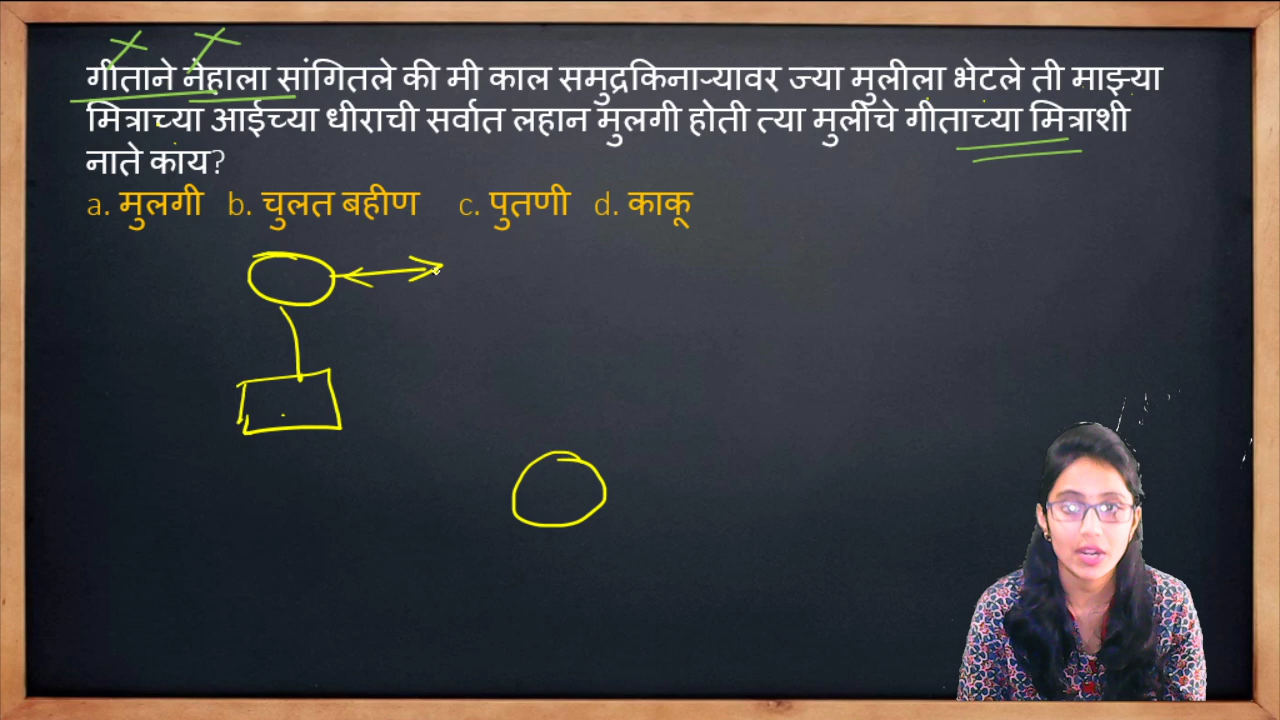 गीताने नेहाला सांगितले की मी काल समुद्रकिनाऱ्यावर ज्या मुलीला भेटले ती माझ्या
मित्राच्या आईच्या धीराची सर्वात लहान मुलगी होती त्या मुलीचे गीताच्या मित्राशी
नाते काय?
a. मुलगी b. चुलत बहीण c. पुतणी d. काकू